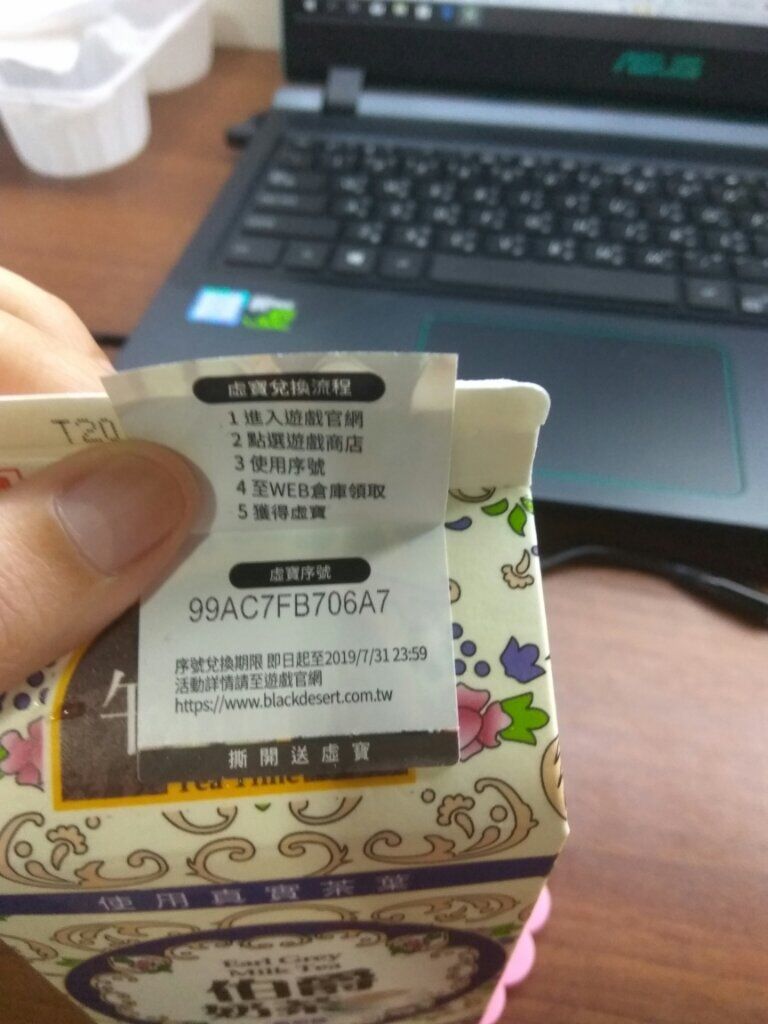 ASUS
T20
虛寶兌換流程
1 進入遊戲官網
2 點選遊戲商店
3 使用序號
4 至WEB倉庫領取
5 獲得虛寶
虛寶序號
99AC7FB706A7
序號兌換期限 即日起至2019/7/31 23:59
活動詳情請至遊戲官網
https://www.blackdesert.com.tw
撕開送虛寶
Tea Time
使用真實茶葉
Earl Grey
Milk Tea
伯爵
奶茶